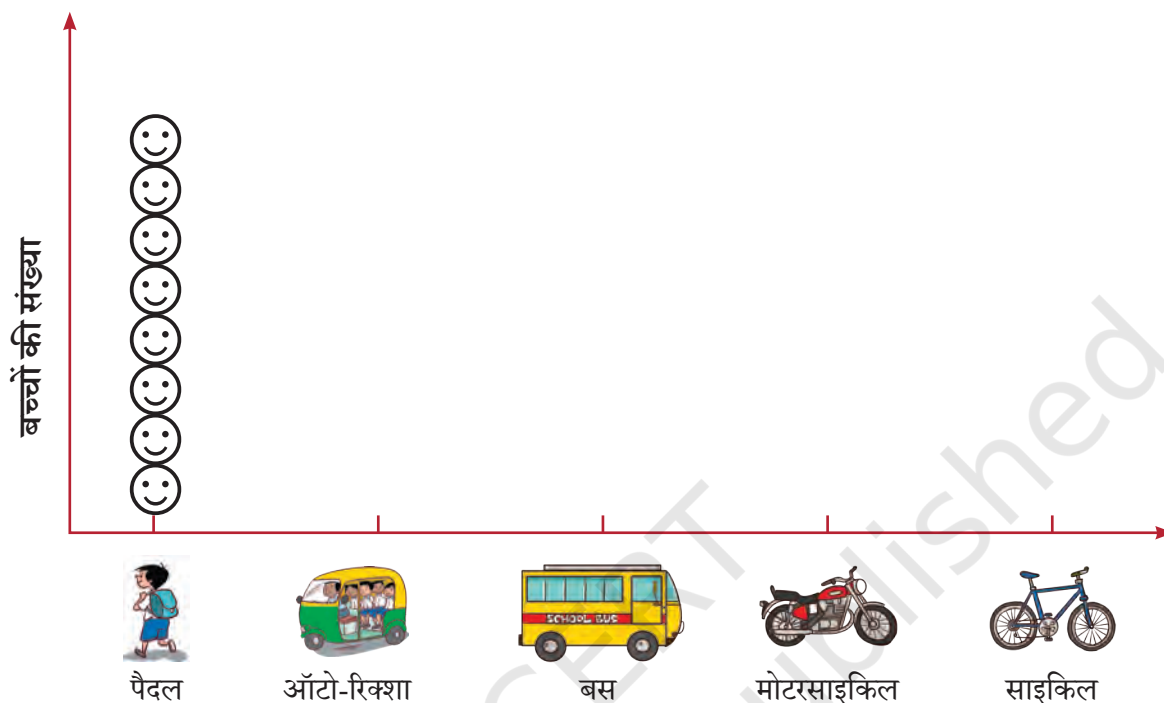 बच्चों की संख्या
SCHOOL BUS
पैदल ऑटो-रिक्शा बस मोटरसाइकिल साइकिल